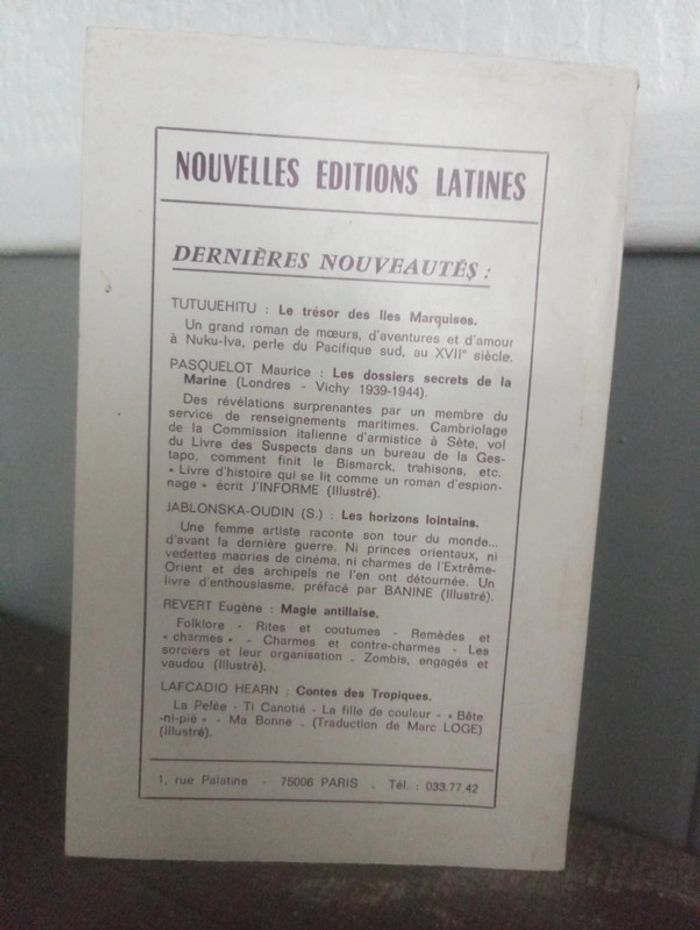 NOUVELLES EDITIONS LATINES
DERNIÈRES NOUVEAUTÉS :
TUTUUEHITU : Le trésor des Iles Marquises.
Un grand roman de mœurs, d'aventures et d'amour
à Nuku-Iva, perle du Pacifique sud, au XVIIe siècle.
PASQUELOT Maurice : Les dossiers secrets de la
Marine (Londres - Vichy 1939-1944).
Des révélations surprenantes par un membre du
service de renseignements maritimes. Cambriolage
de la Commission italienne d'armistice à Sète, vol
du Livre des Suspects dans un bureau de la Ges-
tapo, comment finit le Bismarck, trahisons, etc.
« Livre d'histoire qui se lit comme un roman d'espion-
nage » écrit J'INFORME (Illustré).
JABLONSKA-OUDIN (S.) : Les horizons lointains.
Une femme artiste raconte son tour du monde...
d'avant la dernière guerre. Ni princes orientaux, ni
vedettes maories de cinéma, ni charmes de l'Extrême-
Orient et des archipels ne l'en ont détournée. Un
livre d'enthousiasme, préfacé par BANINE (Illustré).
REVERT Eugène : Magie antillaise.
Folklore - Rites et coutumes - Remèdes et
« charmes » - Charmes et contre-charmes - Les
sorciers et leur organisation - Zombis, engagés et
vaudou (Illustré).
LAFCADIO HEARN : Contes des Tropiques.
La Pelée - Ti Canotié - La fille de couleur - « Bête
-ni-pié » - Ma Bonne - (Traduction de Marc LOGE)
(Illustré).
1, rue Palatine - 75006 PARIS - Tél. : 033.77.42